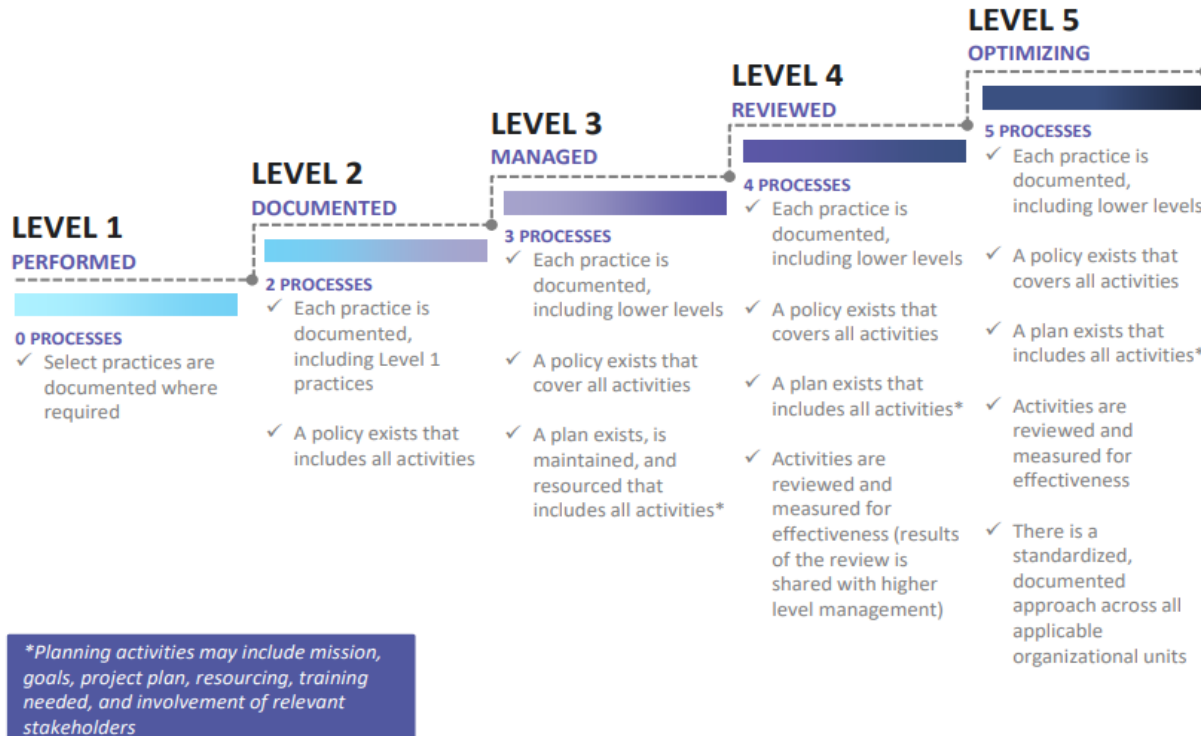 LEVEL 1
PERFORMED
0 PROCESSES
✓ Select practices are
documented where
required
LEVEL 2
DOCUMENTED
2 PROCESSES
✓ Each practice is
documented,
including Level 1
practices
✓ A policy exists that
includes all activities
LEVEL 3
MANAGED
3 PROCESSES
✓ Each practice is
documented,
including lower levels
✓ A policy exists that
cover all activities
✓ A plan exists, is
maintained, and
resourced that
includes all activities*
LEVEL 4
REVIEWED
4 PROCESSES
✓ Each practice is
documented,
including lower levels
✓ A policy exists that
covers all activities
✓ A plan exists that
includes all activities*
✓ Activities are
reviewed and
measured for
effectiveness (results
of the review is
shared with higher
level management)
LEVEL 5
OPTIMIZING
5 PROCESSES
✓ Each practice is
documented,
including lower levels
✓ A policy exists that
covers all activities
✓ A plan exists that
includes all activities*
✓ Activities are
reviewed and
measured for
effectiveness
✓ There is a
standardized,
documented
approach across all
applicable
organizational units
*Planning activities may include mission,
goals, project plan, resourcing, training
needed, and involvement of relevant
stakeholders